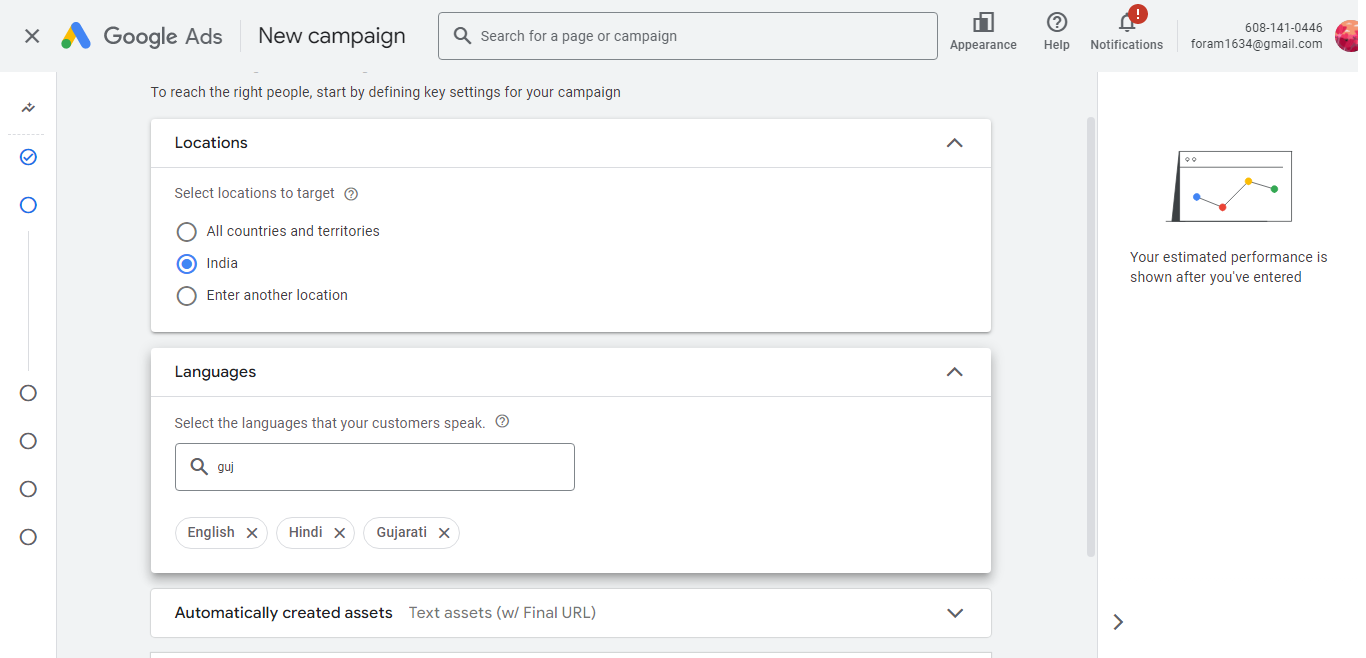 Google Ads
New campaign
Search for a page or campaign
Appearance
Help
Notifications
608-141-0446
foram1634@gmail.com
To reach the right people, start by defining key settings for your campaign
Locations
Select locations to target
All countries and territories
India
Enter another location
Languages
Select the languages that your customers speak.
guj
English
Hindi
Gujarati
Automatically created assets Text assets (w/ Final URL)
Your estimated performance is
shown after you've entered